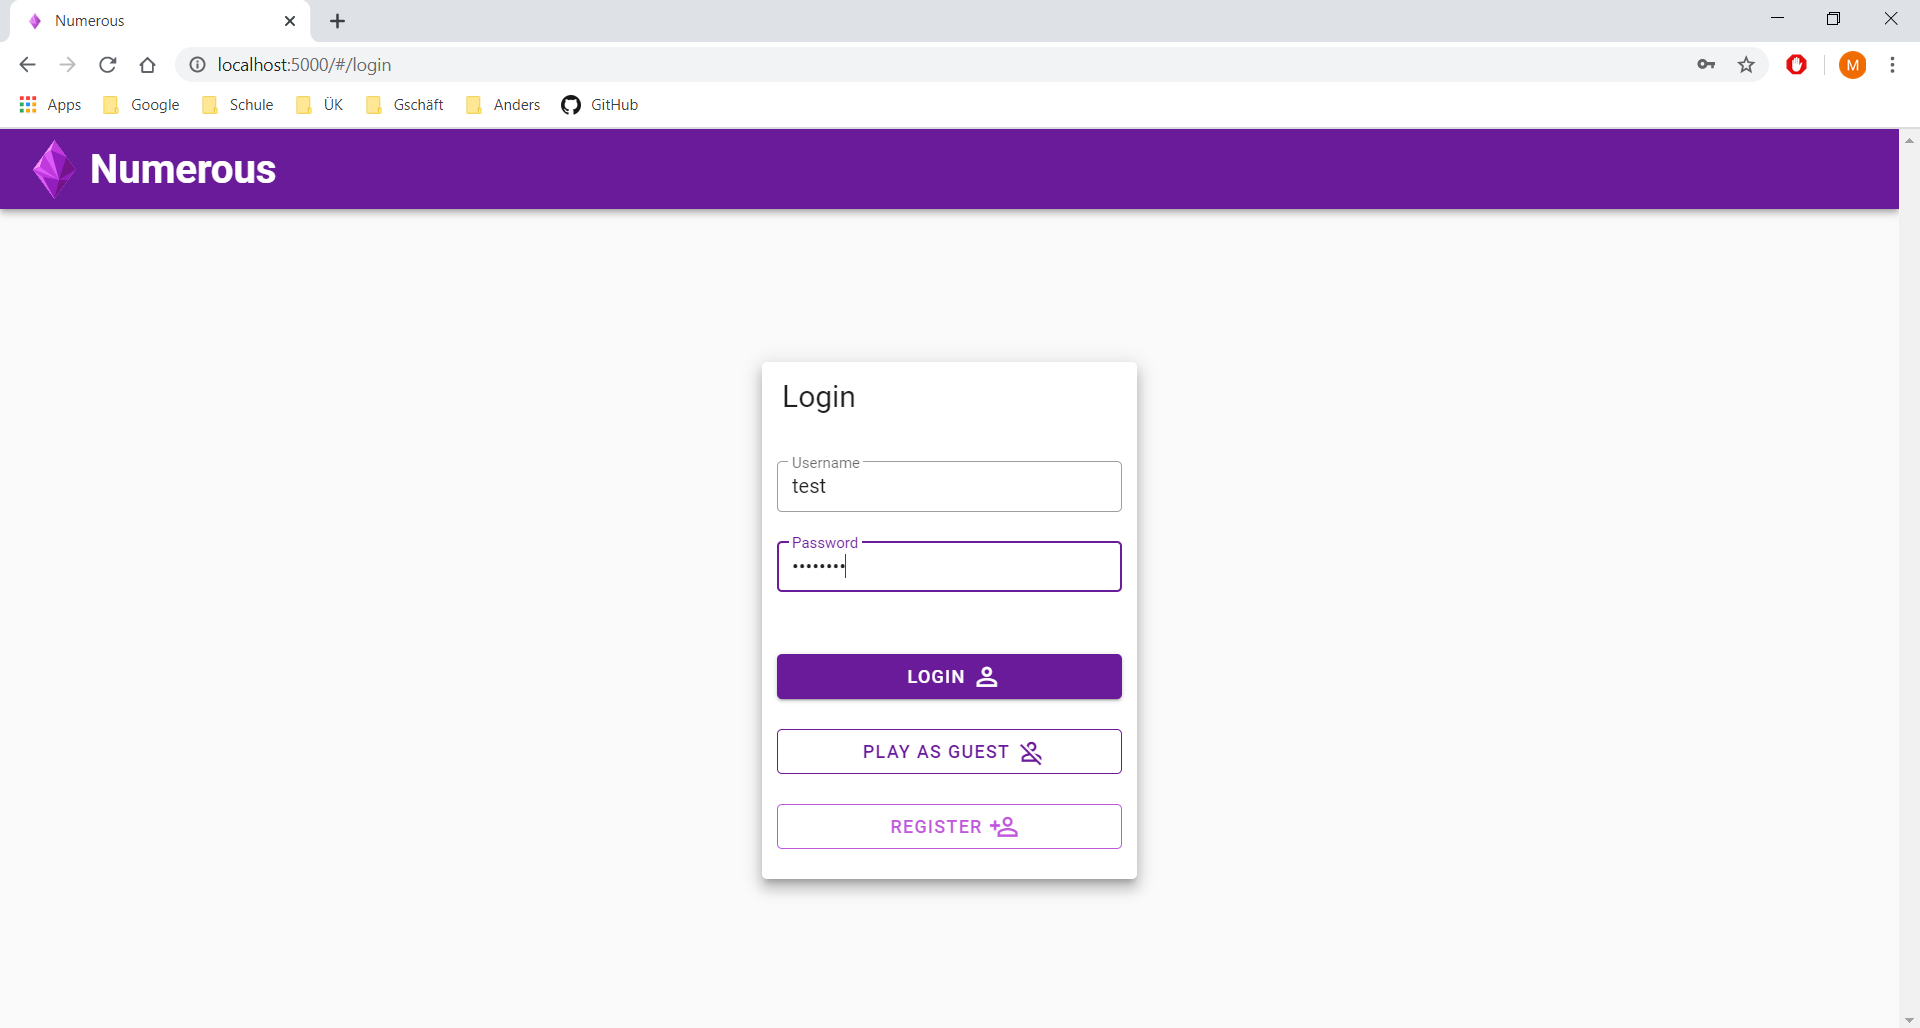 Numerous
localhost:5000/#/login
M
Apps Google Schule ÜK Gschäft Anders GitHub
Numerous
Login
Username
test
Password
••••••••
LOGIN
PLAY AS GUEST
REGISTER